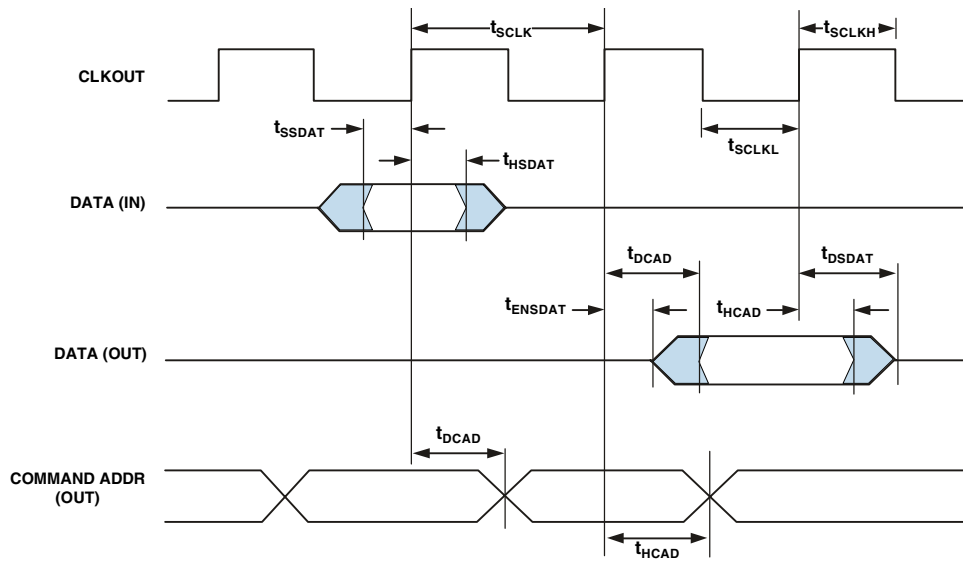 tSCLK
tSCLKH
CLKOUT
tSSDAT
tHSDAT
tSCLKL
DATA (IN)
tDCAD
tDSDAT
tENSDAT
tHCAD
DATA (OUT)
tDCAD
COMMAND ADDR
(OUT)
tHCAD